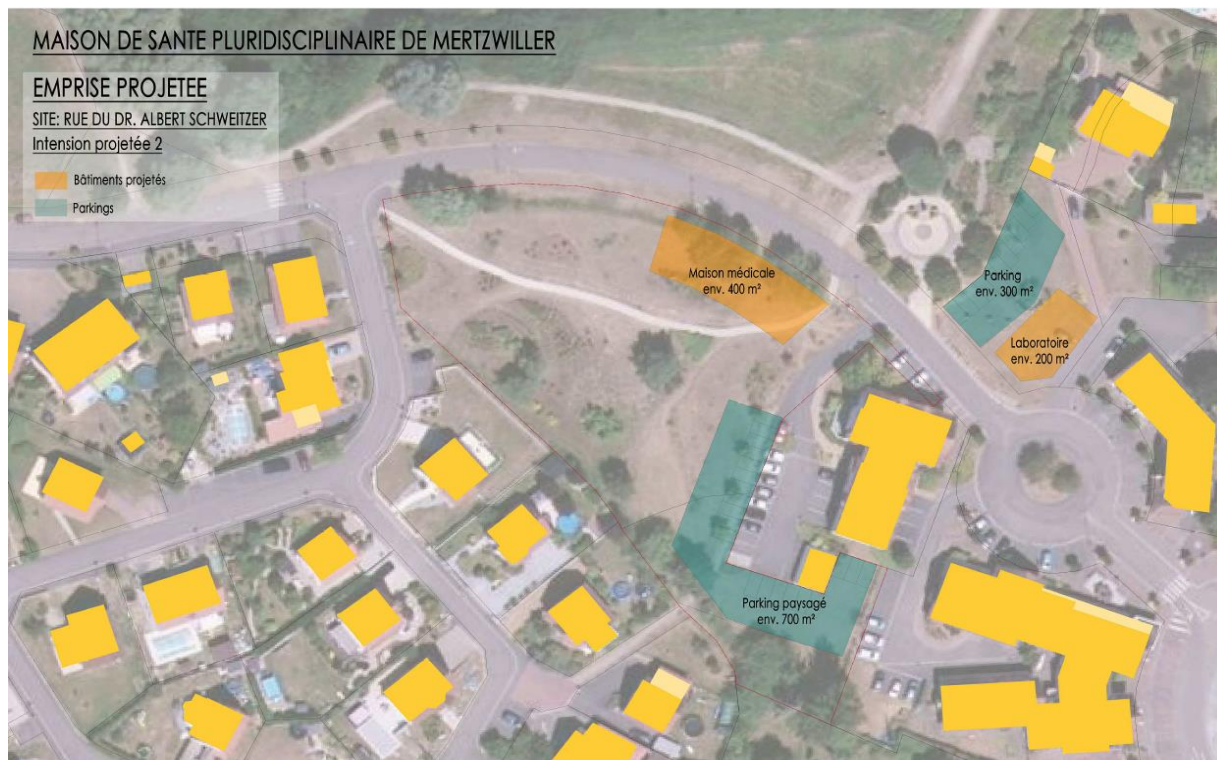 MAISON DE SANTE PLURIDISCIPLINAIRE DE MERTZWILLER
EMPRISE PROJETEE
SITE: RUE DU DR. ALBERT SCHWEITZER
Intension projetée 2
Bâtiments projetés
Parkings
Maison médicale
env. 400 m²
Parking
env. 300 m²
Laboratoire
env. 200 m²
Parking paysagé
env. 700 m²